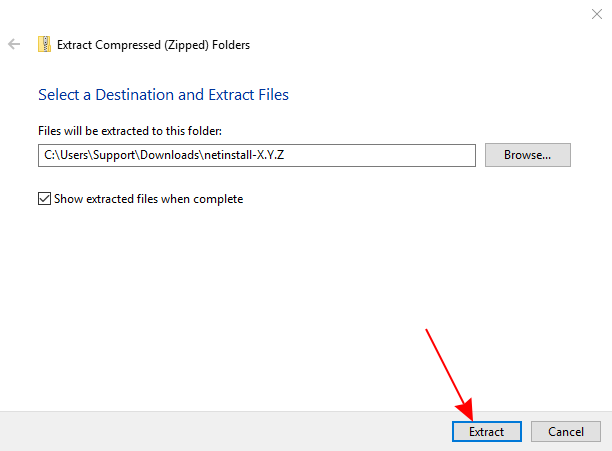 Extract Compressed (Zipped) Folders
Select a Destination and Extract Files
Files will be extracted to this folder:
C:\Users\Support\Downloads\netinstall-X.Y.Z
Browse...
Show extracted files when complete
Extract
Cancel